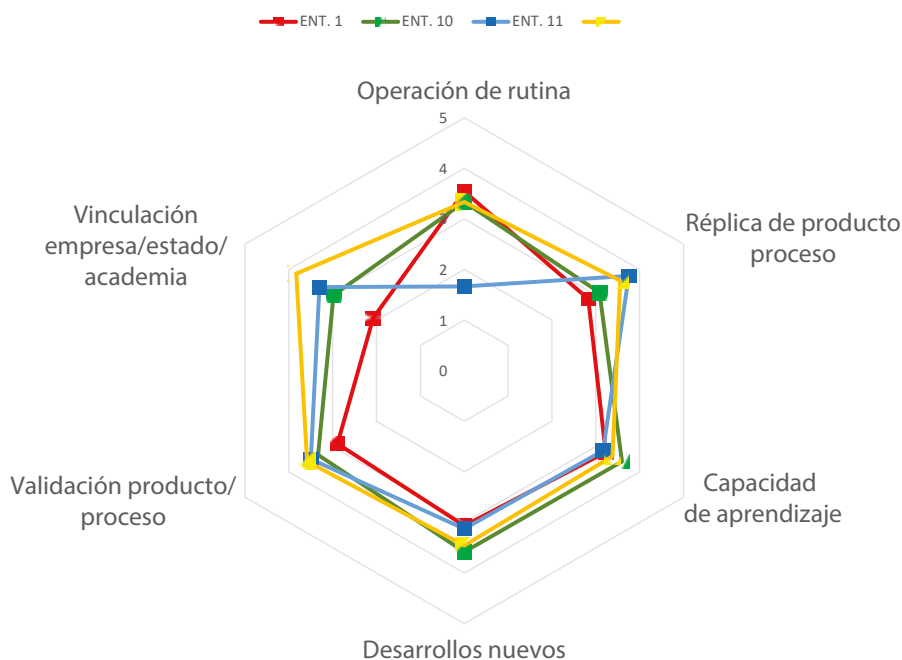 ENT. 1 ENT. 10 ENT. 11
Operación de rutina
5
4
3
2
1
0
Réplica de producto
proceso
Capacidad
de aprendizaje
Desarrollos nuevos
Validación producto/
proceso
Vinculación
empresa/estado/
academia